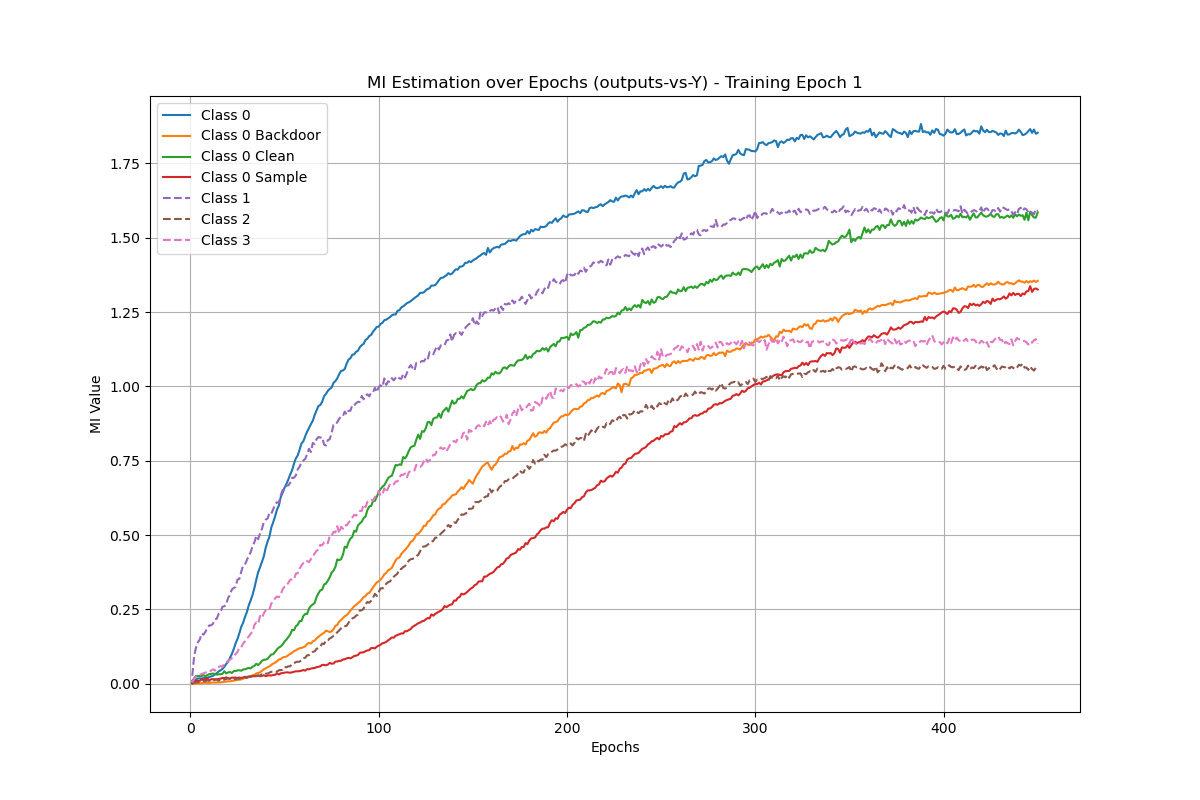 MI Estimation over Epochs (outputs-vs-Y) - Training Epoch 1
Class 0
Class 0 Backdoor
Class 0 Clean
Class 0 Sample
Class 1
Class 2
Class 3
1.75
1.50
1.25
1.00
0.75
0.50
0.25
0.00
MI Value
0 100 200 300 400
Epochs